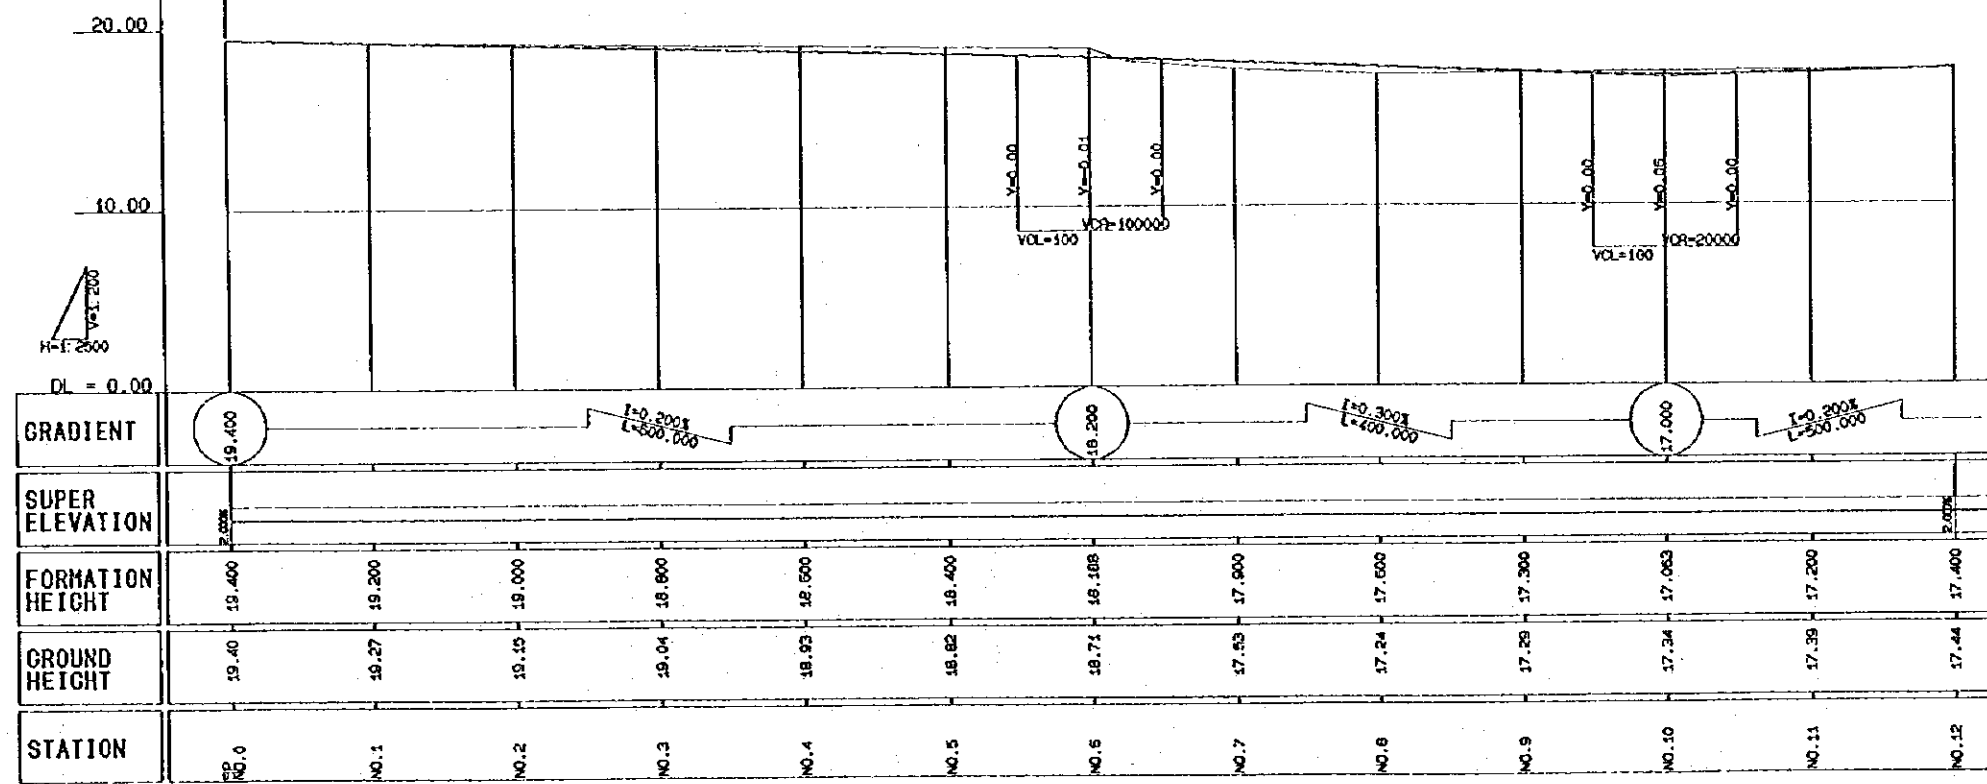 20.00
10.00
V=1:200
H=1:2500
DL = 0.00
Y=0.00
Y=-0.01
Y=0.00
VCL=100
VCR=100000
Y=0.00
Y=0.06
Y=0.00
VCL=100
VCR=20000
GRADIENT
19.400
I=0.200%
L=600.000
18.200
I=0.300%
L=400.000
17.000
I=0.200%
L=500.000
SUPER
ELEVATION
2.000%
2.00%
FORMATION
HEIGHT
19.400 19.200 19.000 18.800 18.600 18.400 18.188 17.900 17.600 17.300 17.063 17.200 17.400
GROUND
HEIGHT
19.40 19.27 19.15 19.04 18.93 18.82 18.71 17.53 17.24 17.29 17.34 17.39 17.44
STATION
NO.0 NO.1 NO.2 NO.3 NO.4 NO.5 NO.6 NO.7 NO.8 NO.9 NO.10 NO.11 NO.12